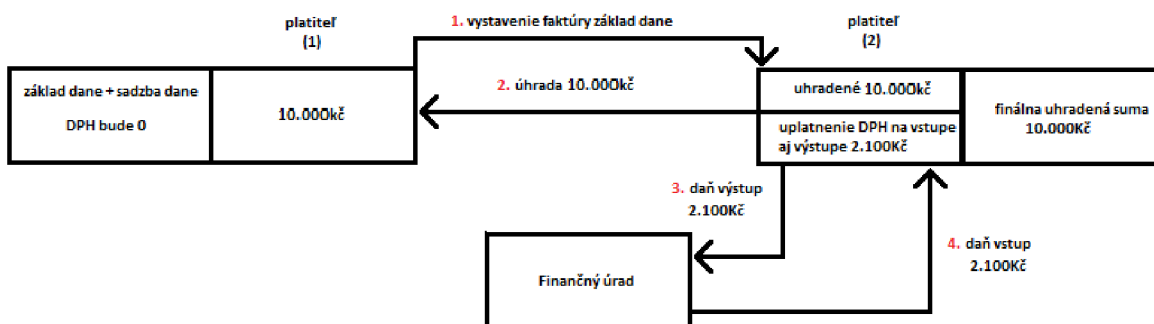 platiteľ
(1)
1. vystavenie faktúry základ dane
platiteľ
(2)
základ dane + sadzba dane
DPH bude 0
10.000kč
2. úhrada 10.000kč
uhradené 10.000kč
uplatnenie DPH na vstupe
aj výstupe 2.100Kč
finálna uhradená suma
10.000Kč
3. daň výstup
2.100Kč
4. daň vstup
2.100Kč
Finančný úrad